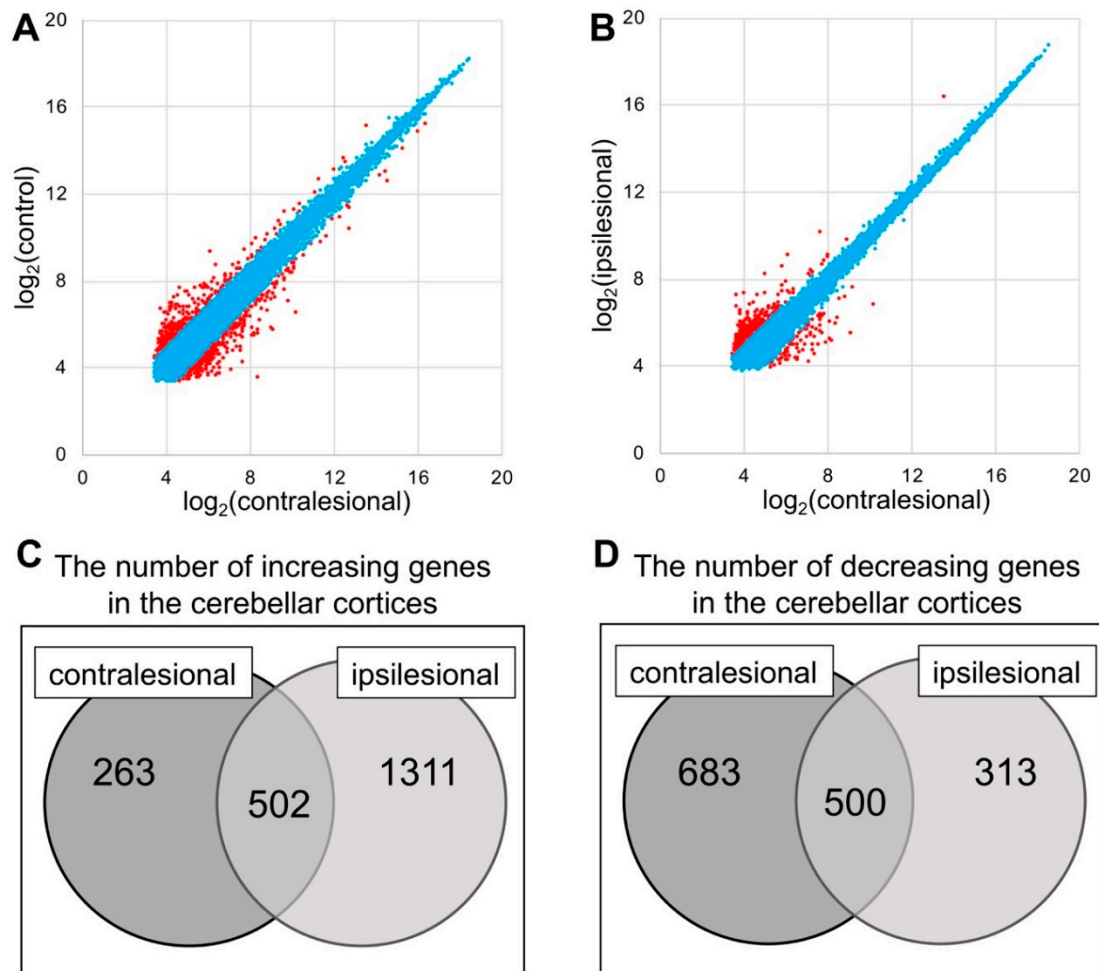 A
20
16
12
8
4
0
log₂(control)
0 4 8 12 16 20
log₂(contralesional)
B
20
16
12
8
4
0
log₂(ipsilesional)
0 4 8 12 16 20
log₂(contralesional)
C The number of increasing genes
in the cerebellar cortices
contralesional ipsilesional
263 502 1311
D The number of decreasing genes
in the cerebellar cortices
contralesional ipsilesional
683 500 313